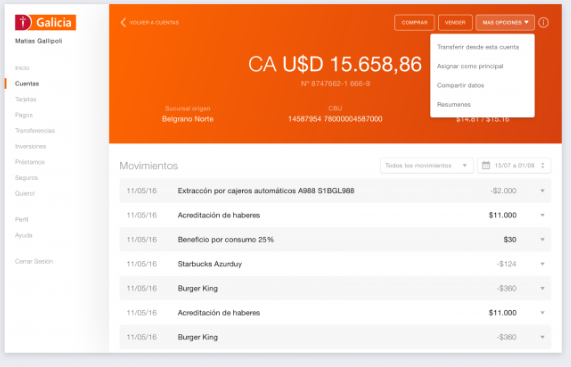 Galicia
Matias Gallipoli
Inicio
Cuentas
Tarjetas
Pagos
Transferencias
Inversiones
Préstamos
Seguros
Quiero!
Perfil
Ayuda
Cerrar Sesión
VOLVER A CUENTAS
COMPRAR
VENDER
MAS OPCIONES
Transferir desde esta cuenta
Asignar como principal
Compartir datos
Resumenes
CA U$D 15.658,86
N° 8747662-1 666-9
Sucursal origen
Belgrano Norte
CBU
14587954 78000004587000
$14.81 / $15.16
Movimientos
Todos los movimientos
15/07 a 01/08
11/05/16 Extraccón por cajeros automáticos A988 S1BGL988 -$2.000
11/05/16 Acreditación de haberes $11.000
11/05/16 Beneficio por consumo 25% $30
11/05/16 Starbucks Azurduy -$124
11/05/16 Burger King -$360
11/05/16 Acreditación de haberes $11.000
11/05/16 Burger King -$360